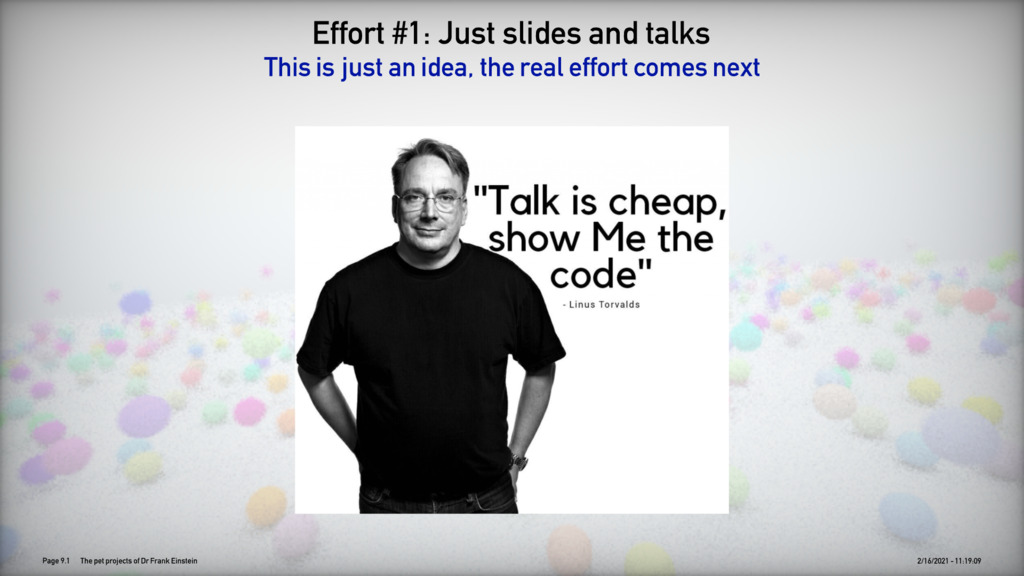 Effort #1: Just slides and talks
This is just an idea, the real effort comes next
"Talk is cheap,
show Me the
code"
- Linus Torvalds
Page 9.1 The pet projects of Dr Frank Einstein
2/16/2021 - 11:19:09